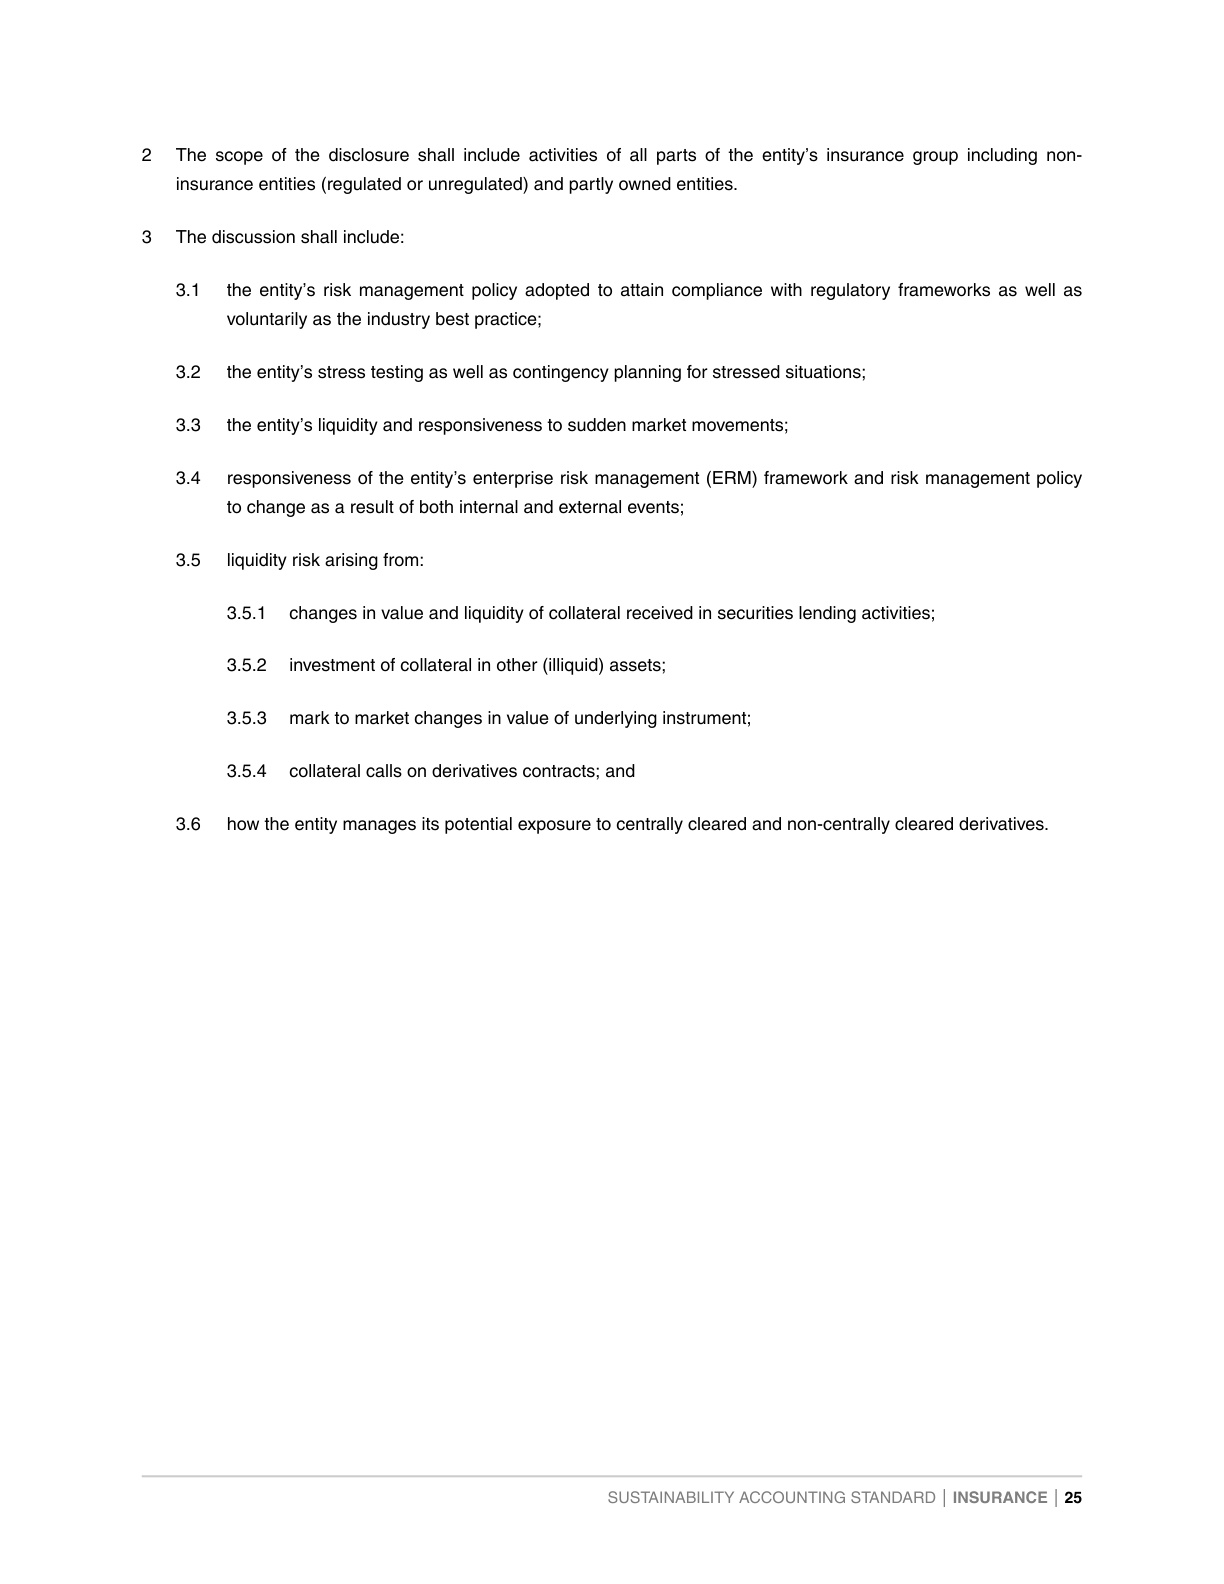 2 The scope of the disclosure shall include activities of all parts of the entity’s insurance group including non-
insurance entities (regulated or unregulated) and partly owned entities.
3 The discussion shall include:
3.1 the entity’s risk management policy adopted to attain compliance with regulatory frameworks as well as
voluntarily as the industry best practice;
3.2 the entity’s stress testing as well as contingency planning for stressed situations;
3.3 the entity’s liquidity and responsiveness to sudden market movements;
3.4 responsiveness of the entity’s enterprise risk management (ERM) framework and risk management policy
to change as a result of both internal and external events;
3.5 liquidity risk arising from:
3.5.1 changes in value and liquidity of collateral received in securities lending activities;
3.5.2 investment of collateral in other (illiquid) assets;
3.5.3 mark to market changes in value of underlying instrument;
3.5.4 collateral calls on derivatives contracts; and
3.6 how the entity manages its potential exposure to centrally cleared and non-centrally cleared derivatives.
SUSTAINABILITY ACCOUNTING STANDARD | INSURANCE | 25